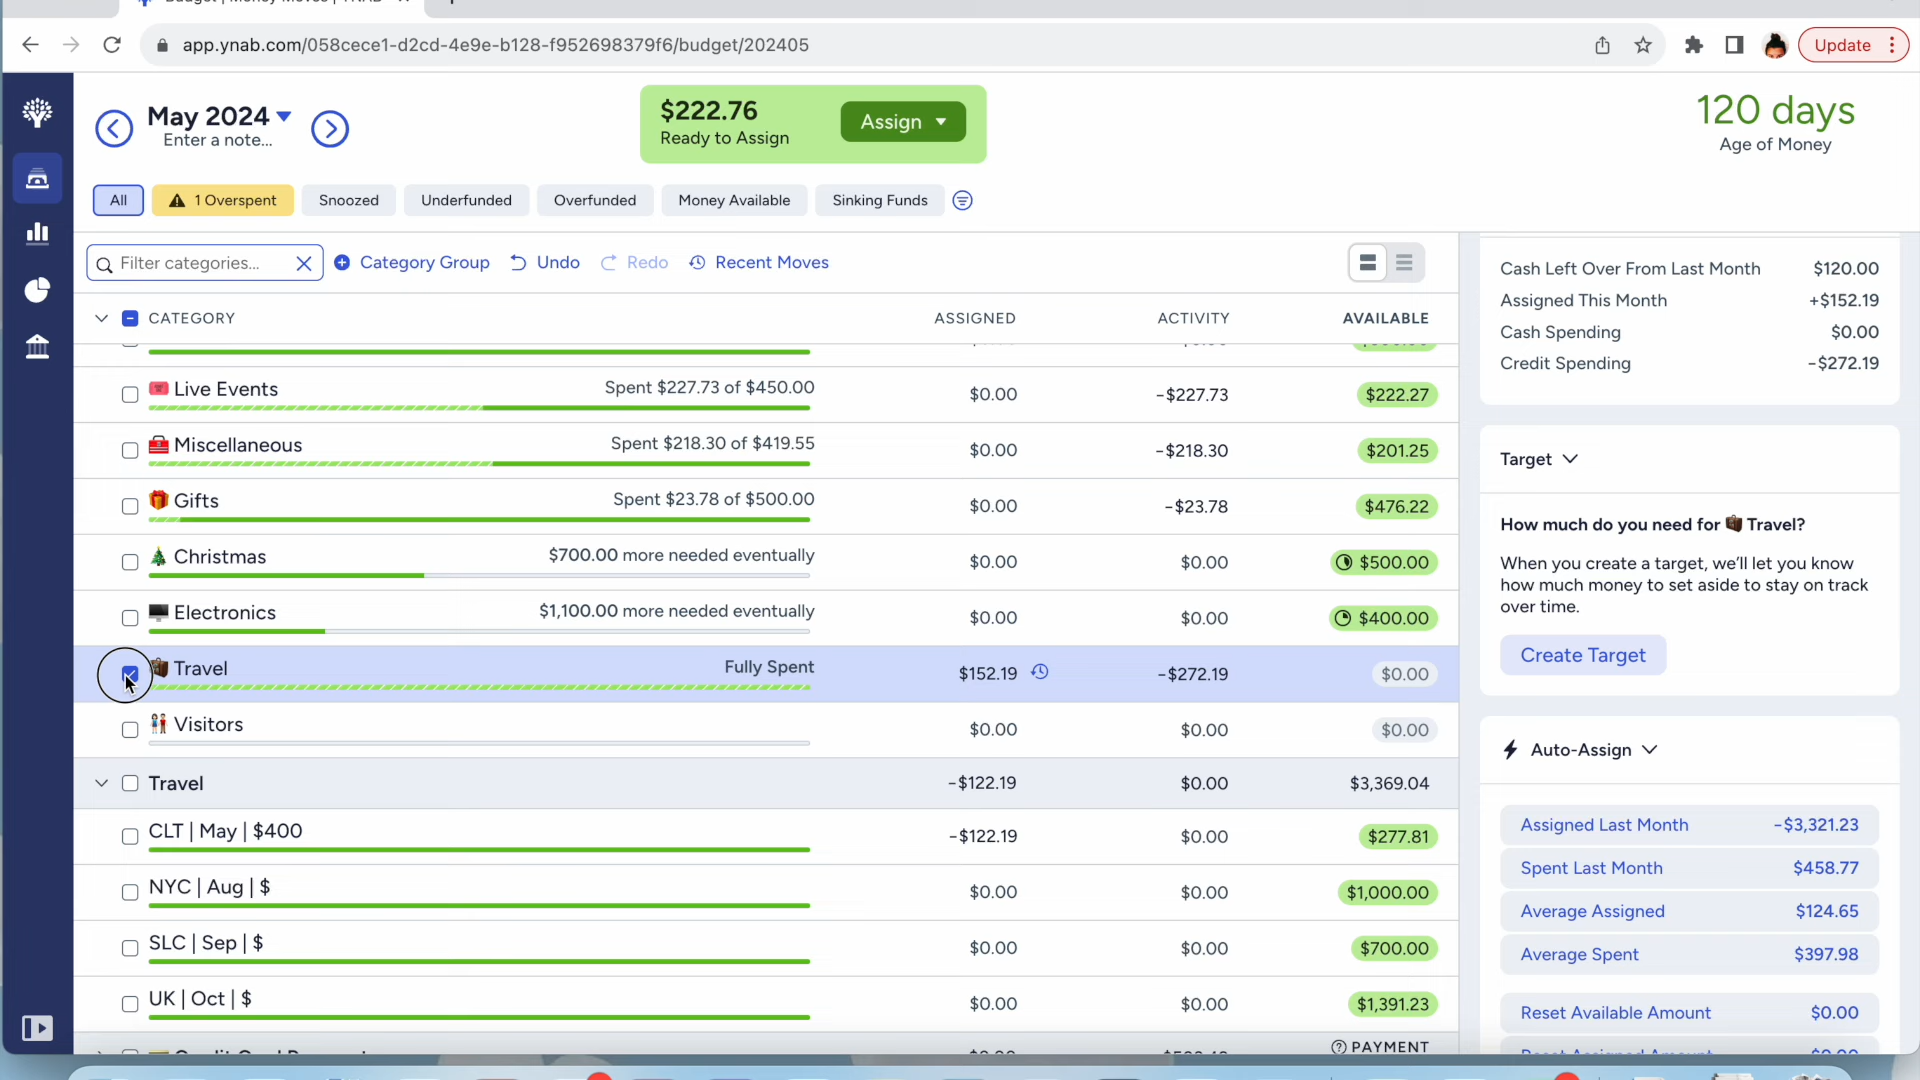 app.ynab.com/058cece1-d2cd-4e9e-b128-f952698379f6/budget/202405
Update
May 2024
Enter a note...
$222.76
Ready to Assign
Assign
120 days
Age of Money
All
1 Overspent
Snoozed
Underfunded
Overfunded
Money Available
Sinking Funds
Filter categories...
Category Group
Undo
Redo
Recent Moves
CATEGORY ASSIGNED ACTIVITY AVAILABLE
Live Events Spent $227.73 of $450.00 $0.00 -$227.73 $222.27
Miscellaneous Spent $218.30 of $419.55 $0.00 -$218.30 $201.25
Gifts Spent $23.78 of $500.00 $0.00 -$23.78 $476.22
Christmas $700.00 more needed eventually $0.00 $0.00 $500.00
Electronics $1,100.00 more needed eventually $0.00 $0.00 $400.00
Travel Fully Spent $152.19 -$272.19 $0.00
Visitors $0.00 $0.00 $0.00
Travel -$122.19 $0.00 $3,369.04
CLT | May | $400 -$122.19 $0.00 $277.81
NYC | Aug | $ $0.00 $0.00 $1,000.00
SLC | Sep | $ $0.00 $0.00 $700.00
UK | Oct | $ $0.00 $0.00 $1,391.23
PAYMENT
Cash Left Over From Last Month $120.00
Assigned This Month +$152.19
Cash Spending $0.00
Credit Spending -$272.19
Target
How much do you need for Travel?
When you create a target, we'll let you know
how much money to set aside to stay on track
over time.
Create Target
Auto-Assign
Assigned Last Month -$3,321.23
Spent Last Month $458.77
Average Assigned $124.65
Average Spent $397.98
Reset Available Amount $0.00